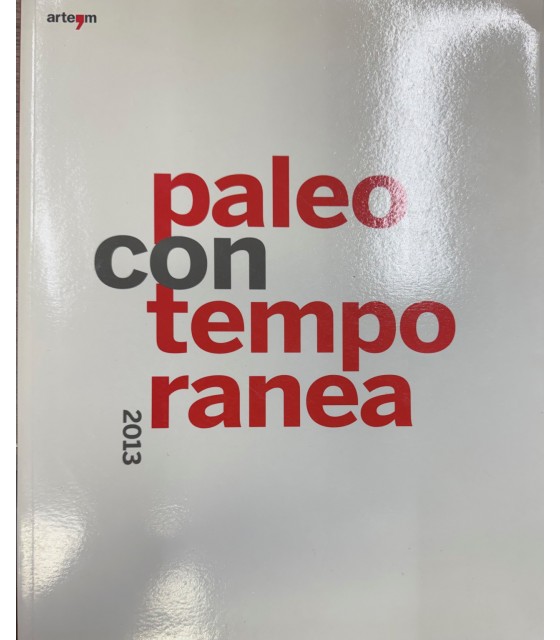 arte,m
paleo
con
tempo
ranea
2013